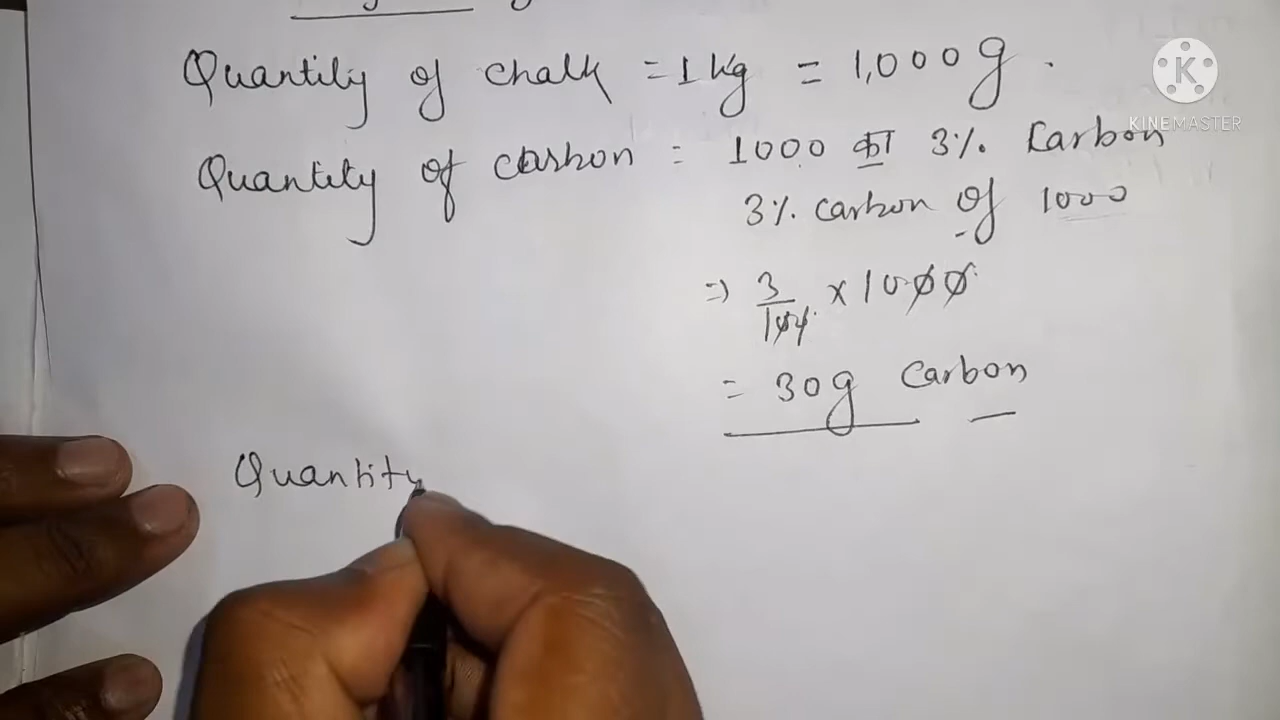 Quantity of chalk = 1 kg = 1,000 g.
Quantity of carbon = 1000 का 3% Carbon
3% carbon of 1000
⇒ 3/100 × 1000
= 30g Carbon
Quantity
K
KINEMASTER